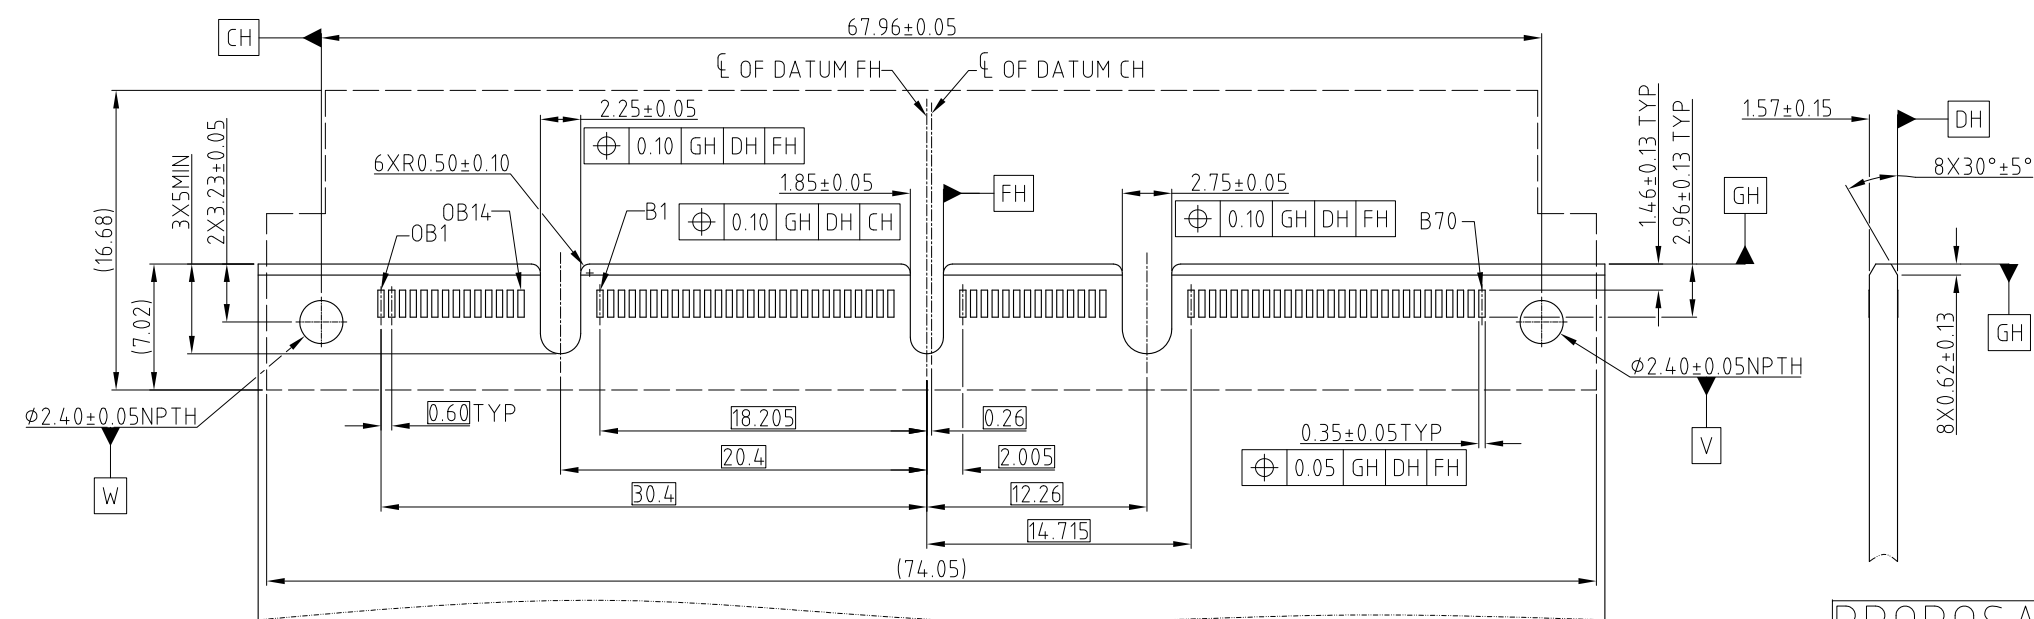 CH
67.96±0.05
℄ OF DATUM FH
℄ OF DATUM CH
2.25±0.05
⌖ 0.10 GH DH FH
6XR0.50±0.10
1.85±0.05
FH
⌖ 0.10 GH DH CH
2.75±0.05
⌖ 0.10 GH DH FH
OB1
OB14
B1
B70
(16.68)
3X5MIN
2X3.23±0.05
(7.02)
1.46±0.13 TYP
2.96±0.13 TYP
GH
1.57±0.15
DH
8X30°±5°
GH
8X0.62±0.13
⌀2.40±0.05NPTH
W
⌀2.40±0.05NPTH
V
0.60TYP
18.205
0.26
20.4
2.005
0.35±0.05TYP
⌖ 0.05 GH DH FH
30.4
12.26
14.715
(74.05)